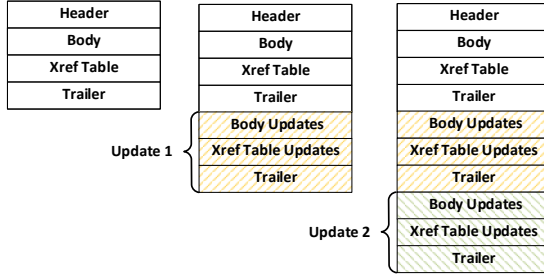 Header
Body
Xref Table
Trailer
Header
Body
Xref Table
Trailer
Update 1
Body Updates
Xref Table Updates
Trailer
Header
Body
Xref Table
Trailer
Body Updates
Xref Table Updates
Trailer
Update 2
Body Updates
Xref Table Updates
Trailer